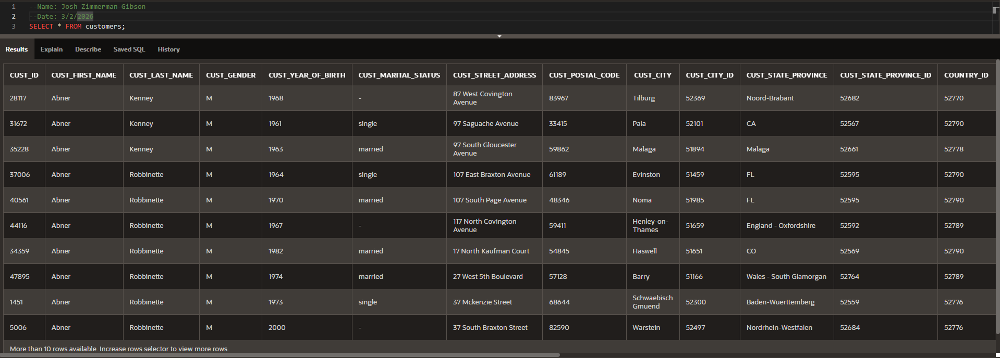 1 --Name: Josh Zimmerman-Gibson
2 --Date: 3/2/2026
3 SELECT * FROM customers;
Results Explain Describe Saved SQL History
CUST_ID CUST_FIRST_NAME CUST_LAST_NAME CUST_GENDER CUST_YEAR_OF_BIRTH CUST_MARITAL_STATUS CUST_STREET_ADDRESS CUST_POSTAL_CODE CUST_CITY CUST_CITY_ID CUST_STATE_PROVINCE CUST_STATE_PROVINCE_ID COUNTRY_ID
28117 Abner Kenney M 1968 - 87 West Covington Avenue 83967 Tilburg 52369 Noord-Brabant 52682 52770
31672 Abner Kenney M 1961 single 97 Saguache Avenue 33415 Pala 52101 CA 52567 52790
35228 Abner Kenney M 1963 married 97 South Gloucester Avenue 59862 Malaga 51894 Malaga 52661 52778
37006 Abner Robbinette M 1964 single 107 East Braxton Avenue 61189 Evinston 51459 FL 52595 52790
40561 Abner Robbinette M 1970 married 107 South Page Avenue 48346 Noma 51985 FL 52595 52790
44116 Abner Robbinette M 1967 - 117 North Covington Avenue 59411 Henley-on-Thames 51659 England - Oxfordshire 52592 52789
34359 Abner Robbinette M 1982 married 17 North Kaufman Court 54845 Haswell 51651 CO 52569 52790
47895 Abner Robbinette M 1974 married 27 West 5th Boulevard 57128 Barry 51166 Wales - South Glamorgan 52764 52789
1451 Abner Robbinette M 1973 single 37 Mckenzie Street 68644 Schwaebisch Gmuend 52300 Baden-Wuerttemberg 52559 52776
5006 Abner Robbinette M 2000 - 37 South Braxton Street 82590 Warstein 52497 Nordrhein-Westfalen 52684 52776
More than 10 rows available. Increase rows selector to view more rows.